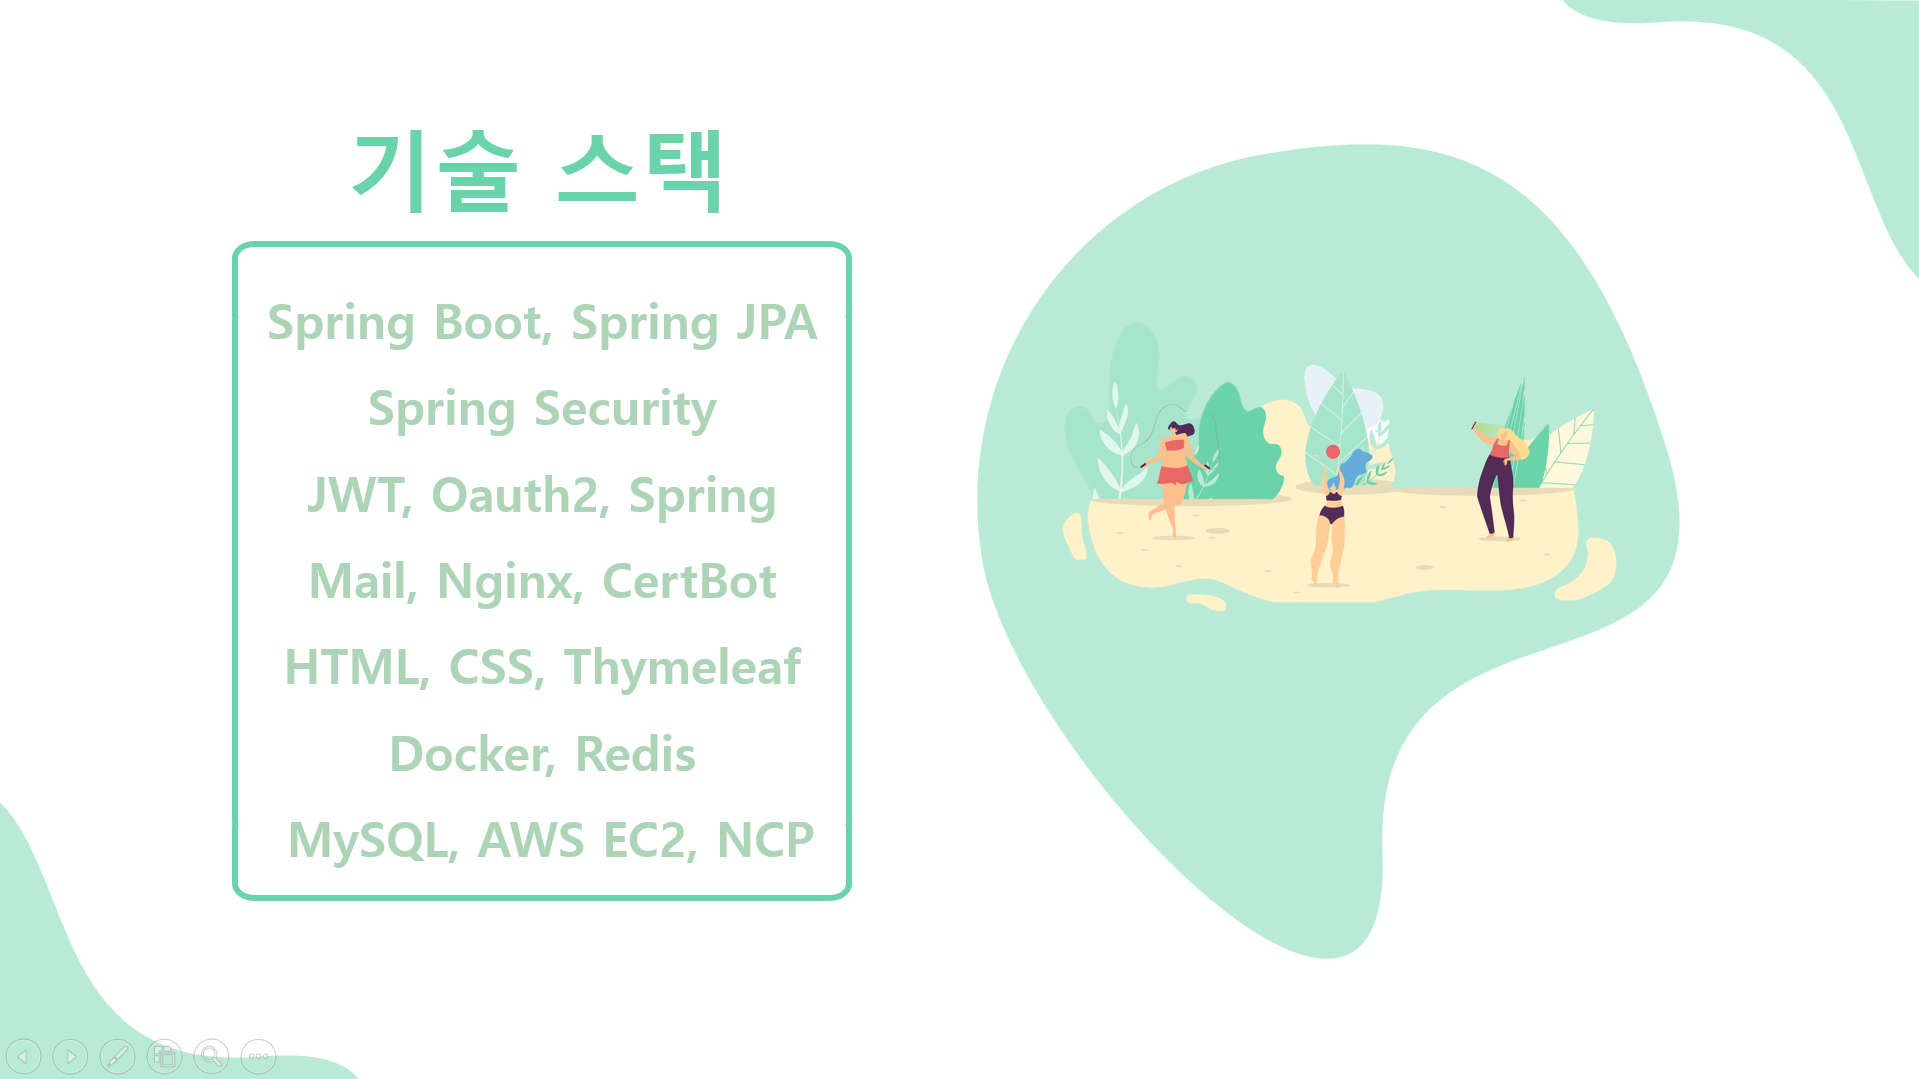 기술 스택
Spring Boot, Spring JPA
Spring Security
JWT, Oauth2, Spring
Mail, Nginx, CertBot
HTML, CSS, Thymeleaf
Docker, Redis
MySQL, AWS EC2, NCP